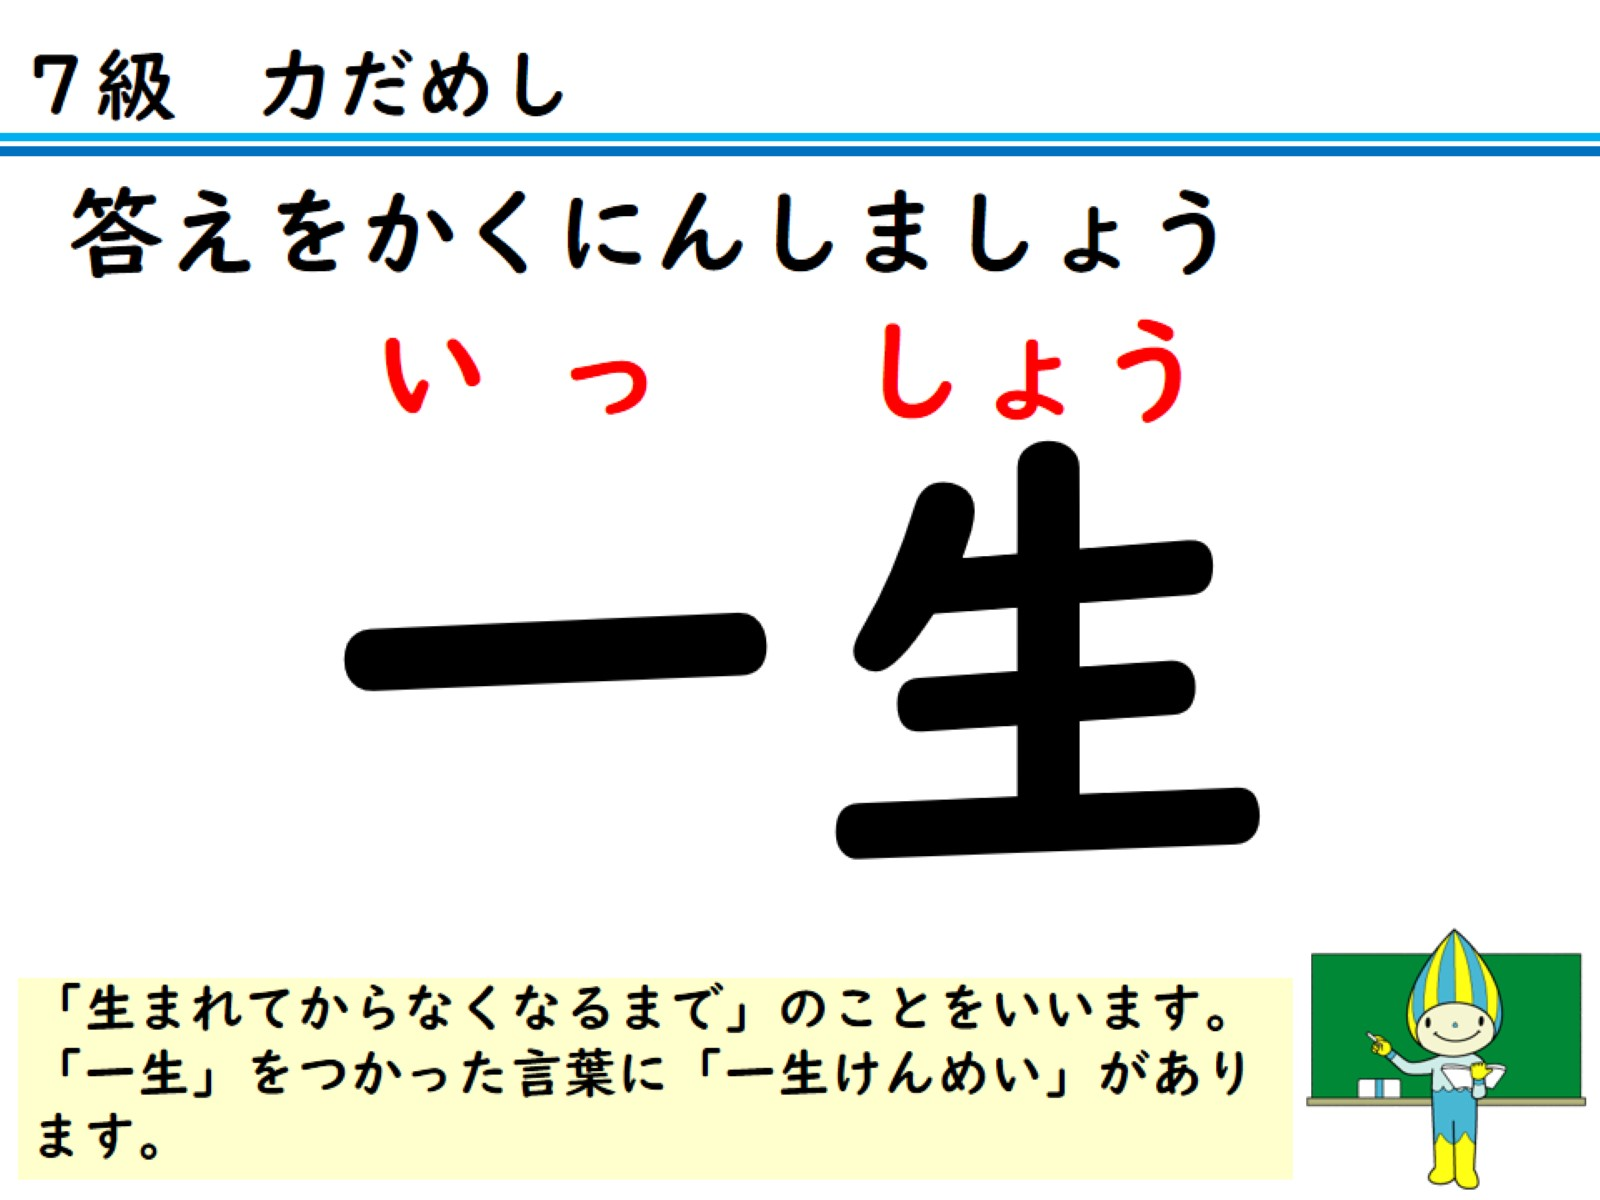 ７級　力だめし
答えをかくにんしましょう
いっ　しょう
一生
「生まれてからなくなるまで」のことをいいます。
「一生」をつかった言葉に「一生けんめい」があり
ます。